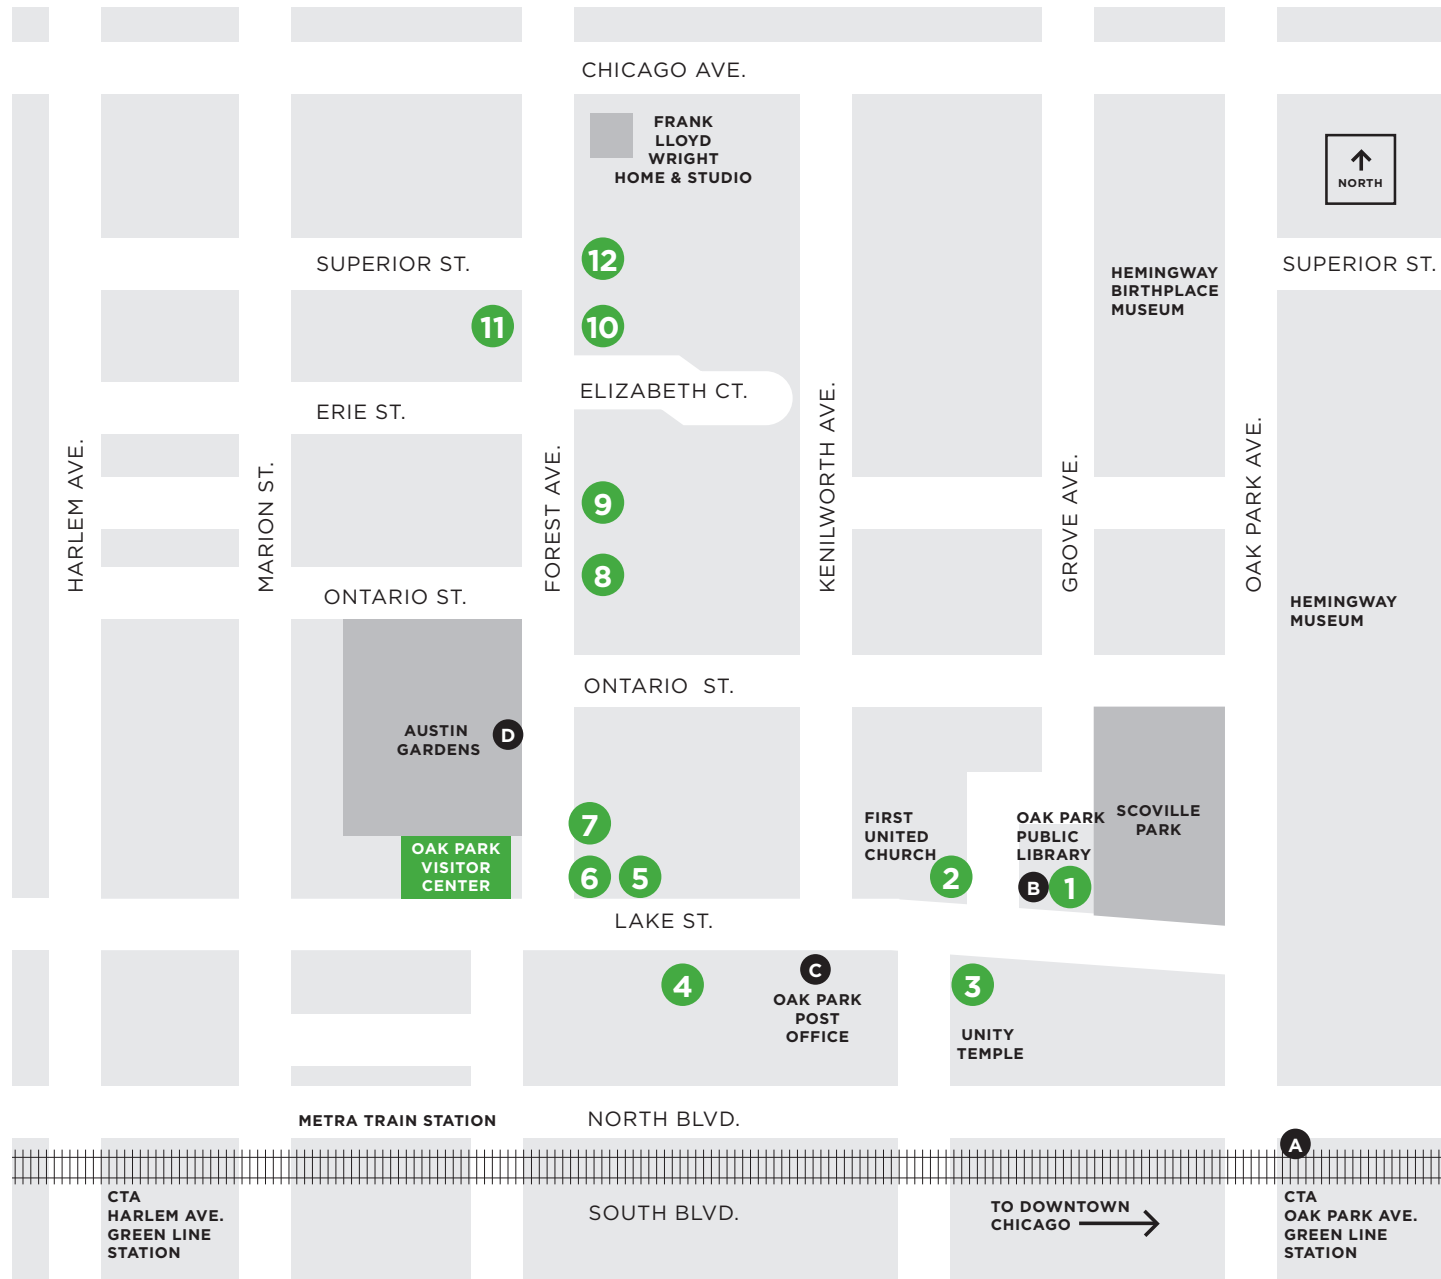 CHICAGO AVE.
FRANK
LLOYD
WRIGHT
HOME & STUDIO
NORTH
12
SUPERIOR ST.
SUPERIOR ST.
HEMINGWAY
BIRTHPLACE
MUSEUM
11
10
ELIZABETH CT.
ERIE ST.
HARLEM AVE.
MARION ST.
FOREST AVE.
KENILWORTH AVE.
GROVE AVE.
OAK PARK AVE.
9
8
ONTARIO ST.
HEMINGWAY
MUSEUM
ONTARIO ST.
AUSTIN
GARDENS
D
7
FIRST
UNITED
CHURCH
OAK PARK
PUBLIC
LIBRARY
SCOVILLE
PARK
OAK PARK
VISITOR
CENTER
6
5
2
B
1
LAKE ST.
4
C
OAK PARK
POST
OFFICE
3
UNITY
TEMPLE
METRA TRAIN STATION
NORTH BLVD.
A
CTA
HARLEM AVE.
GREEN LINE
STATION
SOUTH BLVD.
TO DOWNTOWN
CHICAGO
CTA
OAK PARK AVE.
GREEN LINE
STATION